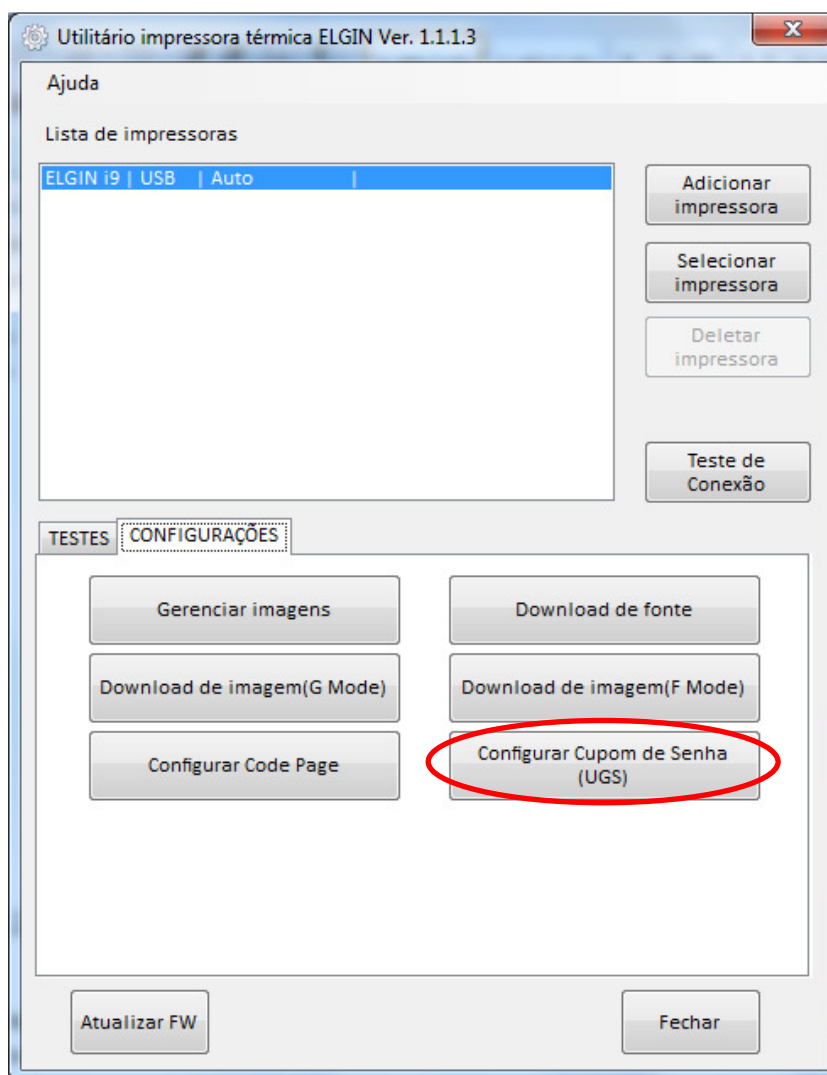 Utilitário impressora térmica ELGIN Ver. 1.1.1.3
Ajuda
Lista de impressoras
ELGIN i9 | USB | Auto |
Adicionar
impressora
Selecionar
impressora
Deletar
impressora
Teste de
Conexão
TESTES
CONFIGURAÇÕES
Gerenciar imagens
Download de fonte
Download de imagem(G Mode)
Download de imagem(F Mode)
Configurar Code Page
Configurar Cupom de Senha
(UGS)
Atualizar FW
Fechar